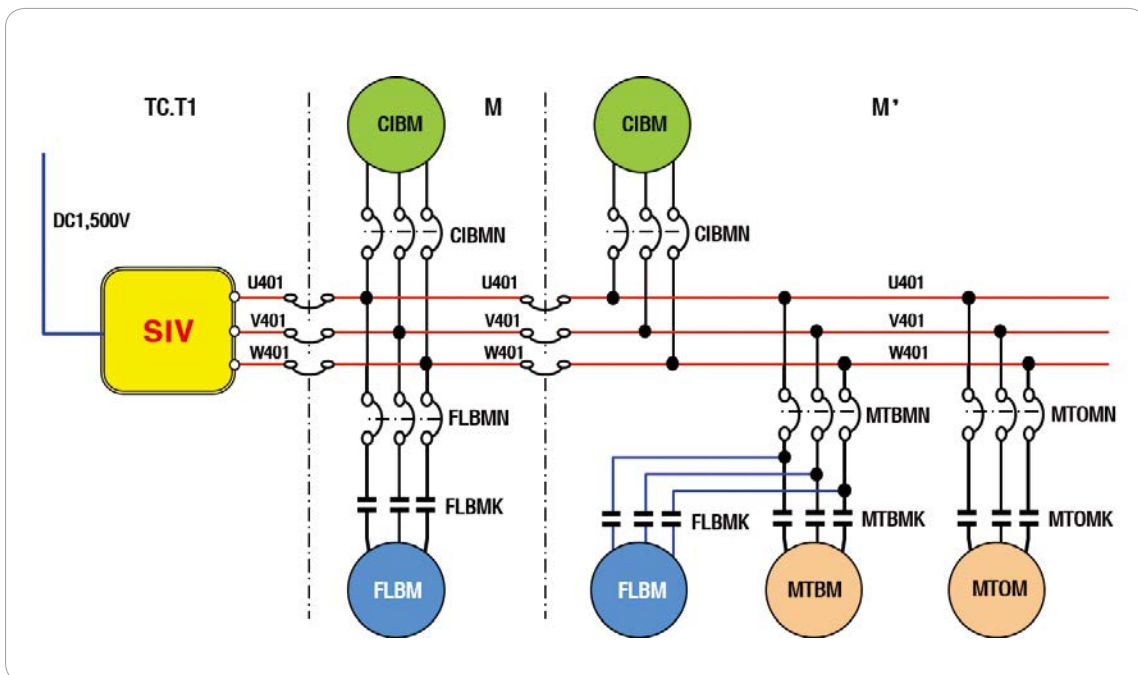 TC.T1
M
M'
CIBM
CIBM
DC1,500V
CIBMN
CIBMN
U401
U401
U401
SIV
V401
V401
V401
W401
W401
W401
FLBMN
MTBMN
MTOMN
FLBMK
FLBMK
MTBMK
MTOMK
FLBM
FLBM
MTBM
MTOM